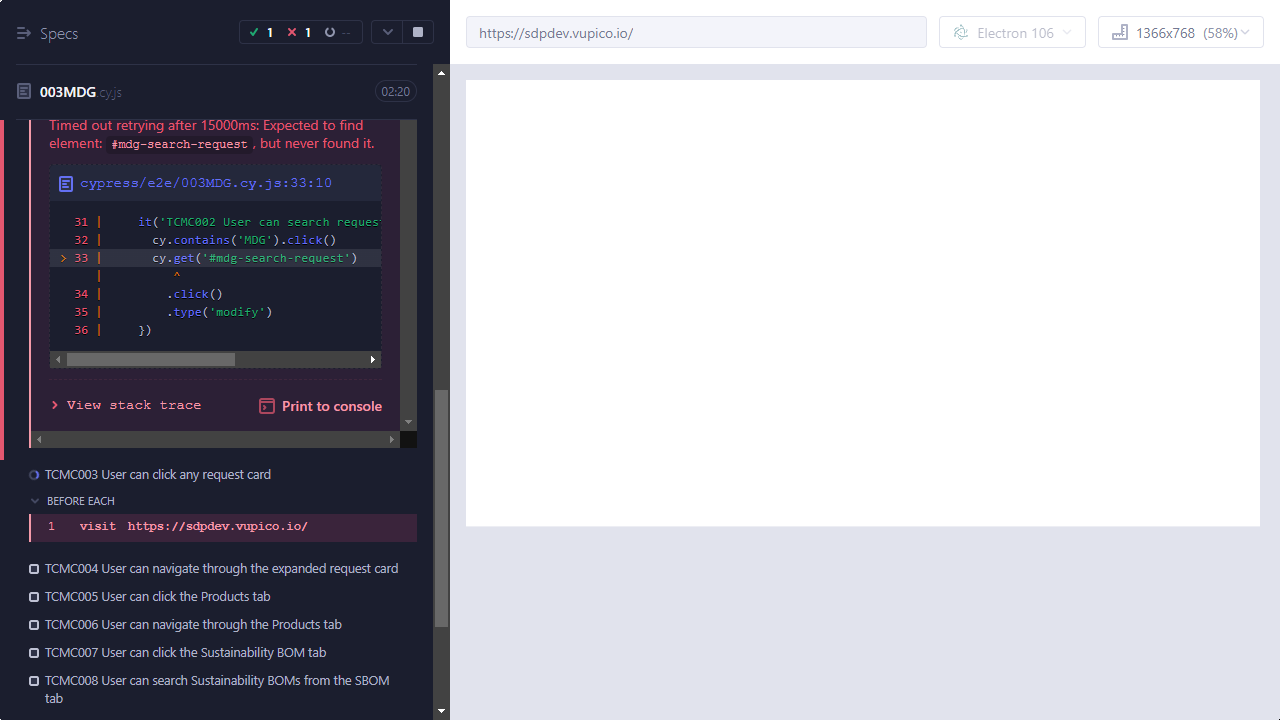 Specs
1 1 --
https://sdpdev.vupico.io/
Electron 106
1366x768 (58%)
003MDG.cy.js
02:20
Timed out retrying after 15000ms: Expected to find
element: #mdg-search-request, but never found it.
cypress/e2e/003MDG.cy.js:33:10
31 | it('TCMC002 User can search reques
32 | cy.contains('MDG').click()
> 33 | cy.get('#mdg-search-request')
| ^
34 | .click()
35 | .type('modify')
36 | })
View stack trace
Print to console
TCMC003 User can click any request card
BEFORE EACH
1 visit https://sdpdev.vupico.io/
TCMC004 User can navigate through the expanded request card
TCMC005 User can click the Products tab
TCMC006 User can navigate through the Products tab
TCMC007 User can click the Sustainability BOM tab
TCMC008 User can search Sustainability BOMs from the SBOM
tab